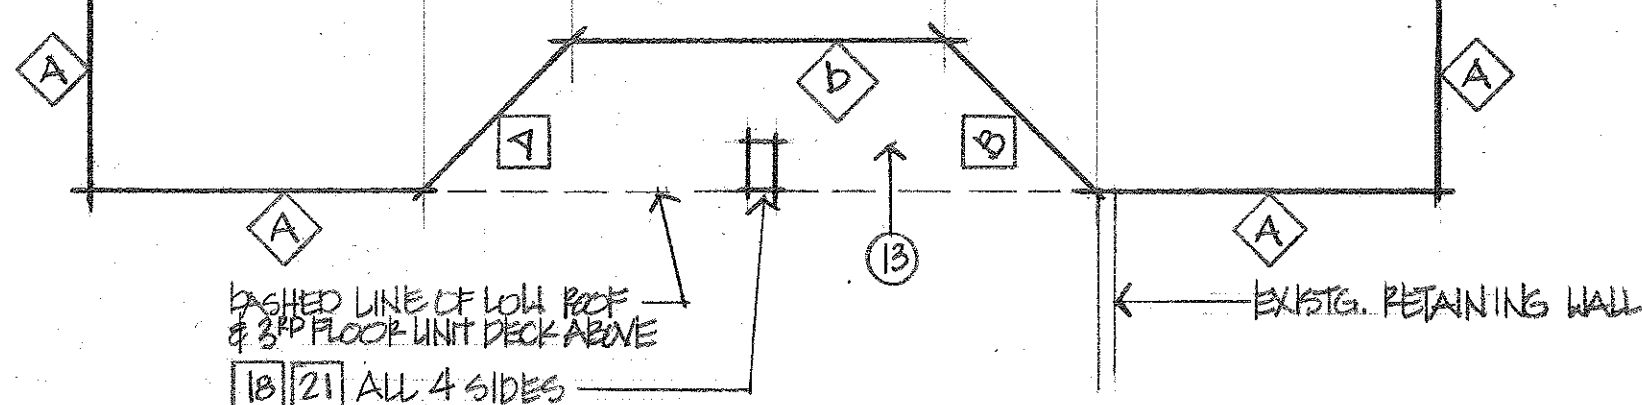 A
b
A
A
B
A
13
A
DASHED LINE OF LOW ROOF
& 3RD FLOOR UNIT DECK ABOVE
EXISTG. RETAINING WALL
18 21 ALL 4 SIDES